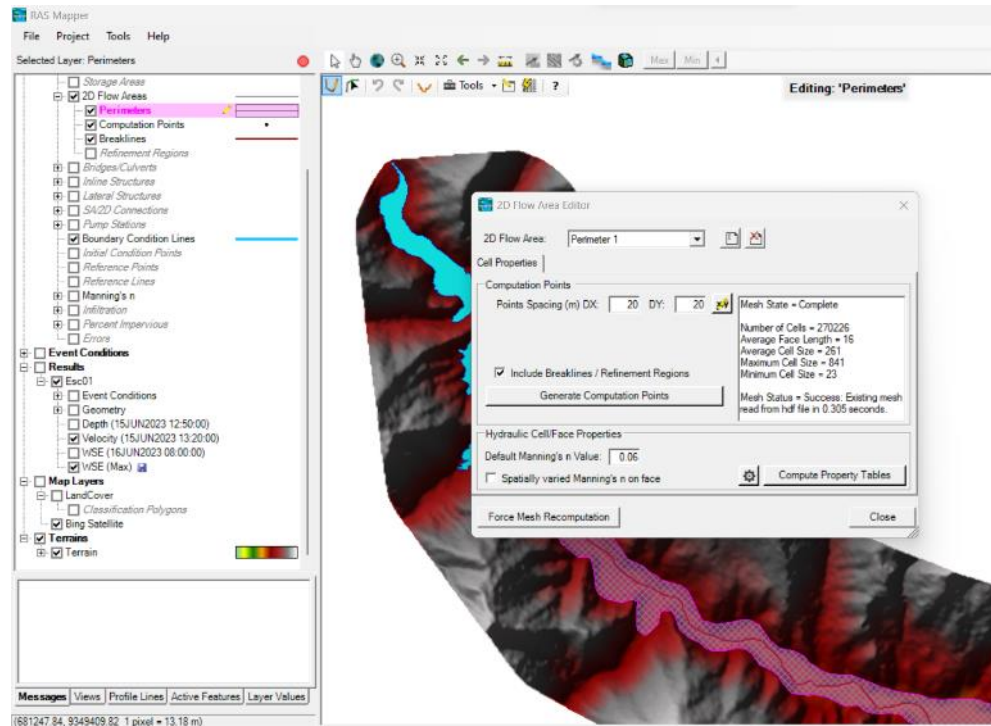 RAS Mapper
File Project Tools Help
Selected Layer: Perimeters
Max Min
Storage Areas
2D Flow Areas
Perimeters
Computation Points
Breaklines
Refinement Regions
Bridges/Culverts
Inline Structures
Lateral Structures
SA/2D Connections
Pump Stations
Boundary Condition Lines
Initial Condition Points
Reference Points
Reference Lines
Manning's n
Infiltration
Percent Impervious
Errors
Event Conditions
Results
Esc01
Event Conditions
Geometry
Depth (15JUN2023 12:50:00)
Velocity (15JUN2023 13:20:00)
WSE (16JUN2023 08:00:00)
WSE (Max)
Map Layers
LandCover
Classification Polygons
Bing Satellite
Terrains
Terrain
Messages Views Profile Lines Active Features Layer Values
(681247.84, 9349409.82 1 pixel = 13.18 m)
Tools ?
Editing: 'Perimeters'
2D Flow Area Editor
2D Flow Area: Perimeter 1
Cell Properties
Computation Points
Points Spacing (m) DX: 20 DY: 20
Include Breaklines / Refinement Regions
Generate Computation Points
Mesh State = Complete
Number of Cells = 270226
Average Face Length = 16
Average Cell Size = 261
Maximum Cell Size = 841
Minimum Cell Size = 23
Mesh Status = Success: Existing mesh
read from hdf file in 0.305 seconds.
Hydraulic Cell/Face Properties
Default Manning's n Value: 0.06
Spatially varied Manning's n on face
Compute Property Tables
Force Mesh Recomputation
Close